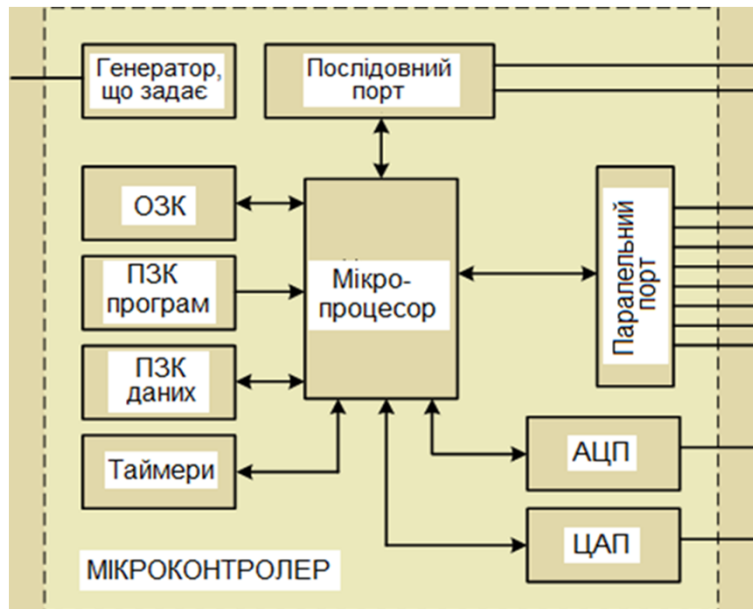 Генератор,
що задає
Послідовний
порт
ОЗК
ПЗК
програм
ПЗК
даних
Таймери
Мікро-
процесор
Паралельний
порт
АЦП
ЦАП
МІКРОКОНТРОЛЕР